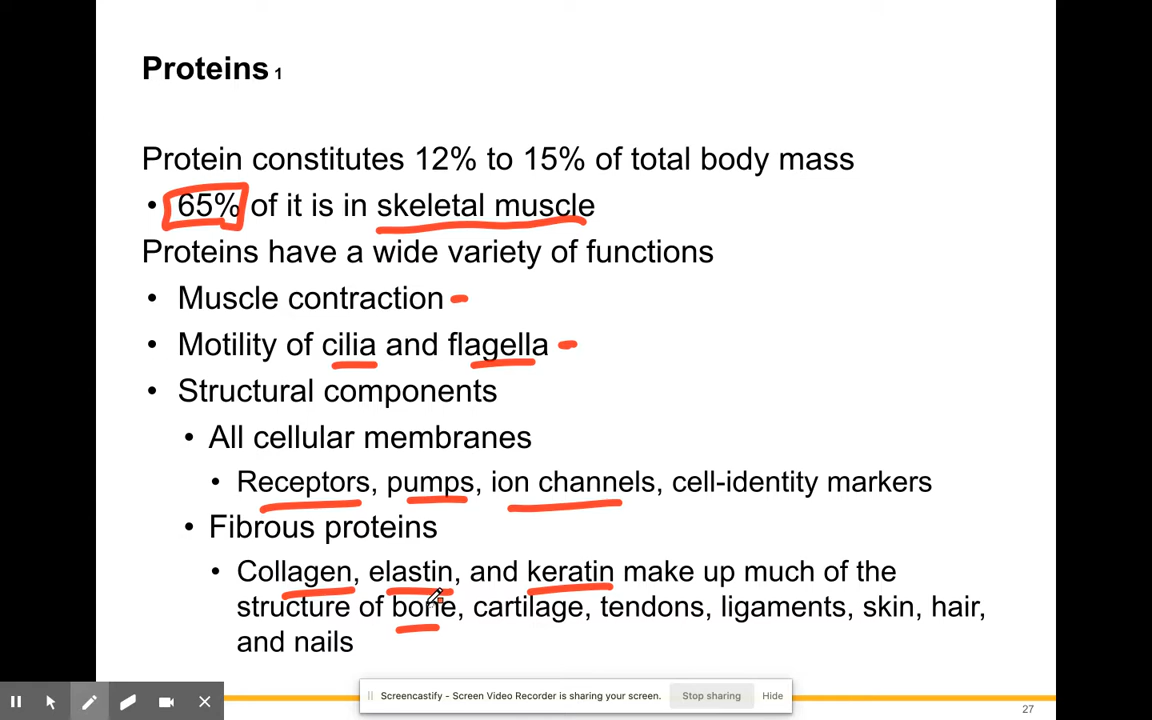 Proteins 1
Protein constitutes 12% to 15% of total body mass
• 65% of it is in skeletal muscle
Proteins have a wide variety of functions
• Muscle contraction
• Motility of cilia and flagella
• Structural components
• All cellular membranes
• Receptors, pumps, ion channels, cell-identity markers
• Fibrous proteins
• Collagen, elastin, and keratin make up much of the
structure of bone, cartilage, tendons, ligaments, skin, hair,
and nails
Screencastify - Screen Video Recorder is sharing your screen. Stop sharing Hide
27